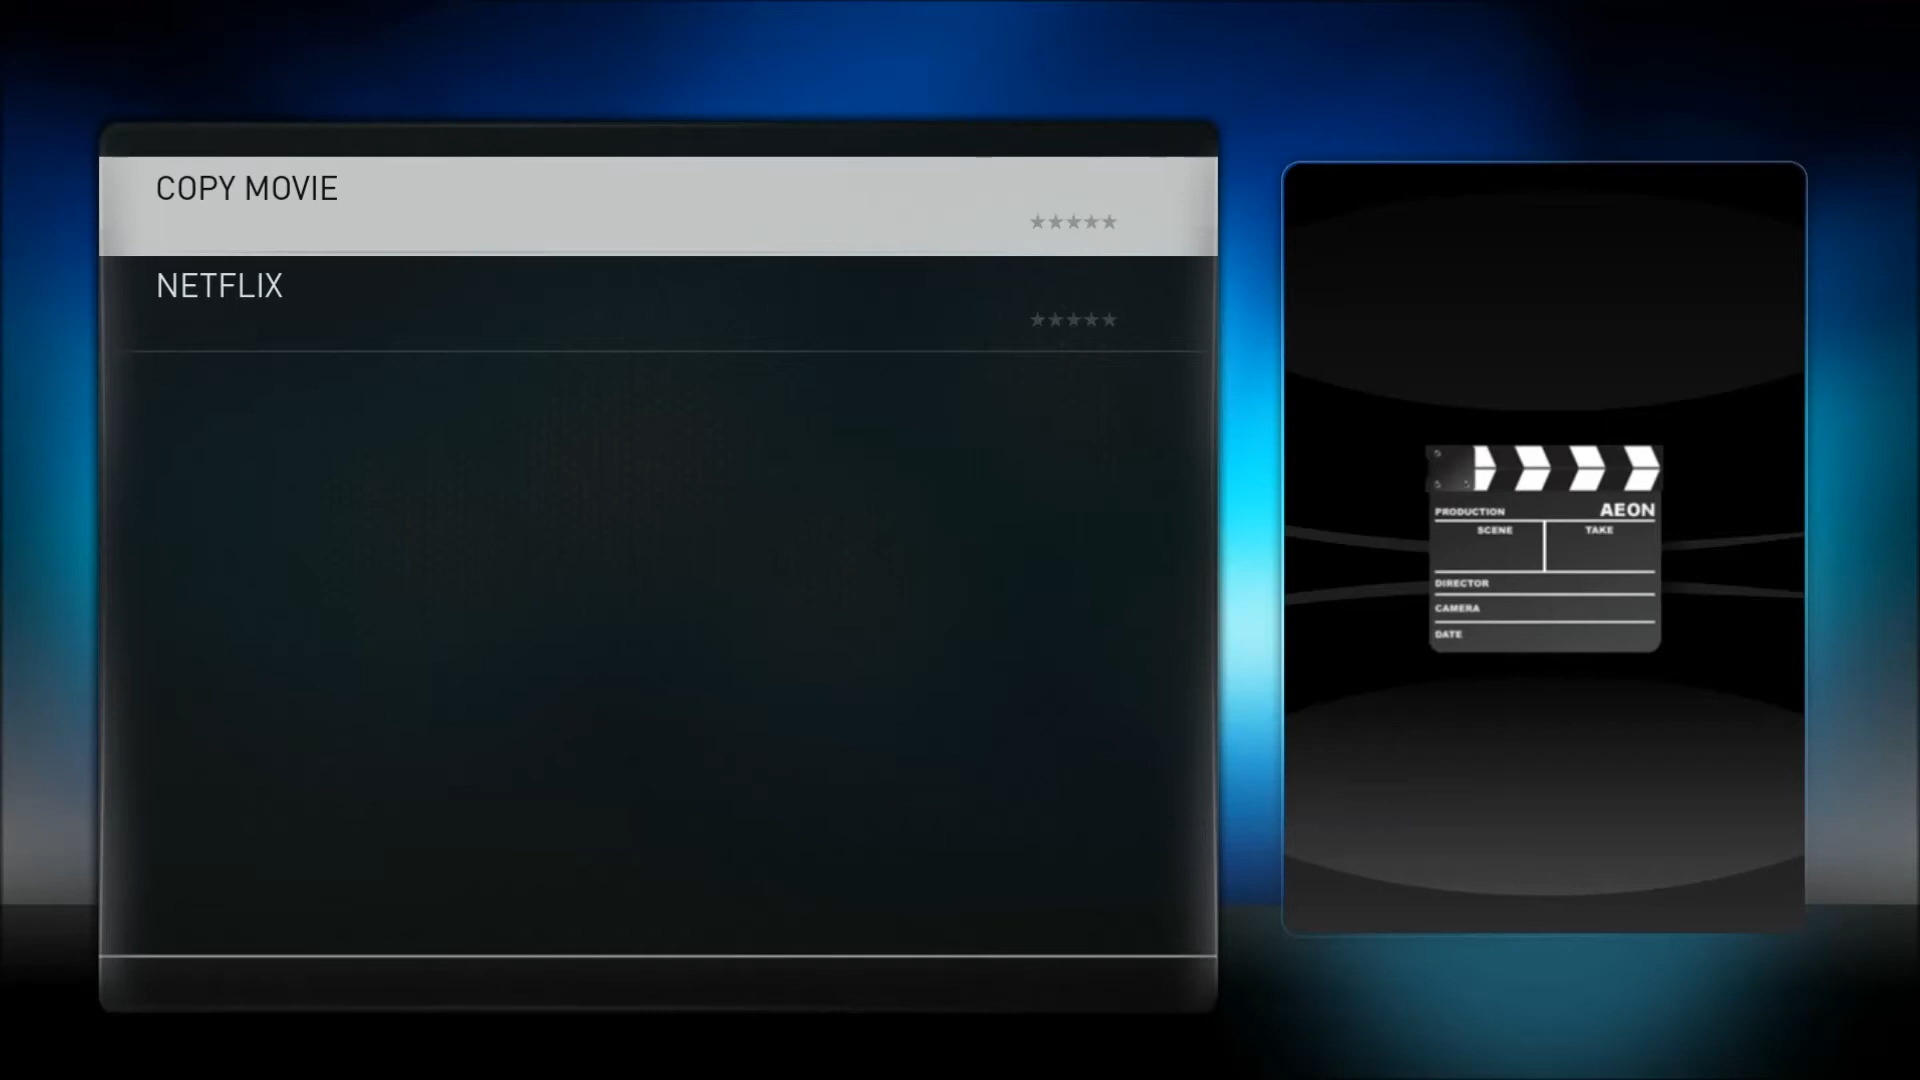 COPY MOVIE
★★★★★
NETFLIX
★★★★★
PRODUCTION AEON
SCENE TAKE
DIRECTOR
CAMERA
DATE